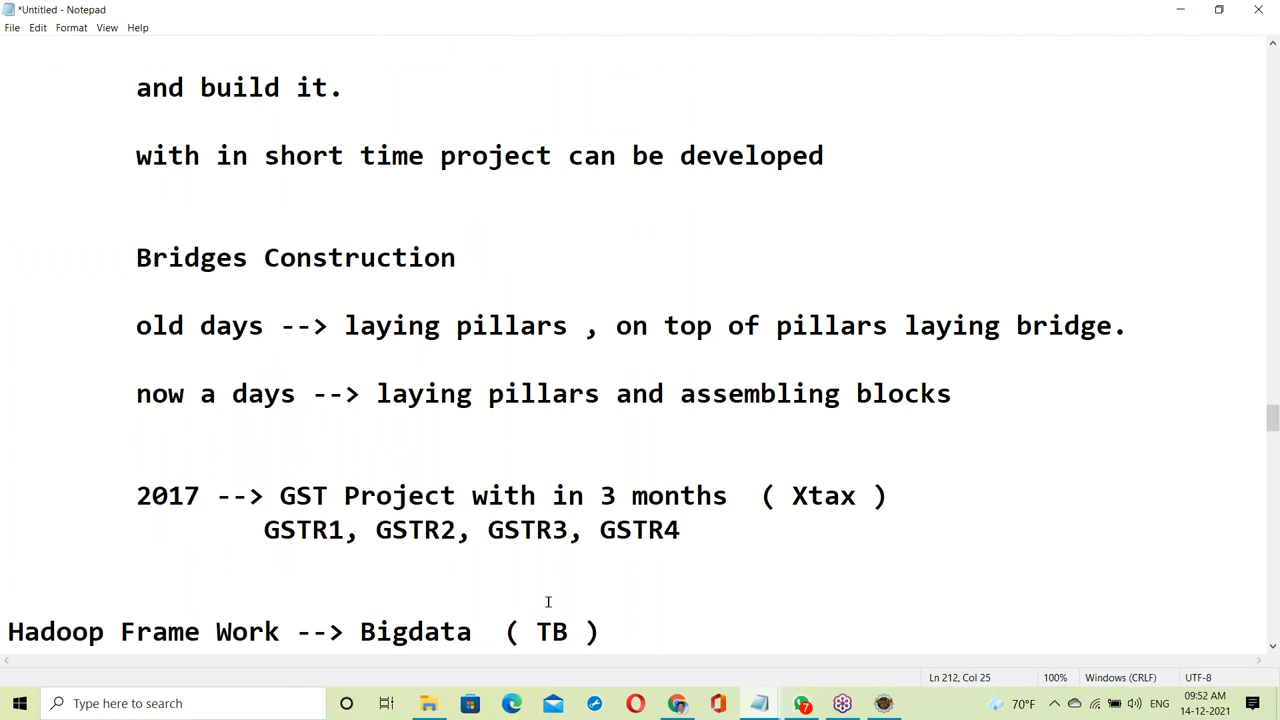 *Untitled - Notepad
File Edit Format View Help
and build it.
with in short time project can be developed
Bridges Construction
old days --> laying pillars , on top of pillars laying bridge.
now a days --> laying pillars and assembling blocks
2017 --> GST Project with in 3 months ( Xtax )
GSTR1, GSTR2, GSTR3, GSTR4
Hadoop Frame Work --> Bigdata ( TB )
Ln 212, Col 25 100% Windows (CRLF) UTF-8
Type here to search 7 70°F ENG 09:52 AM
14-12-2021